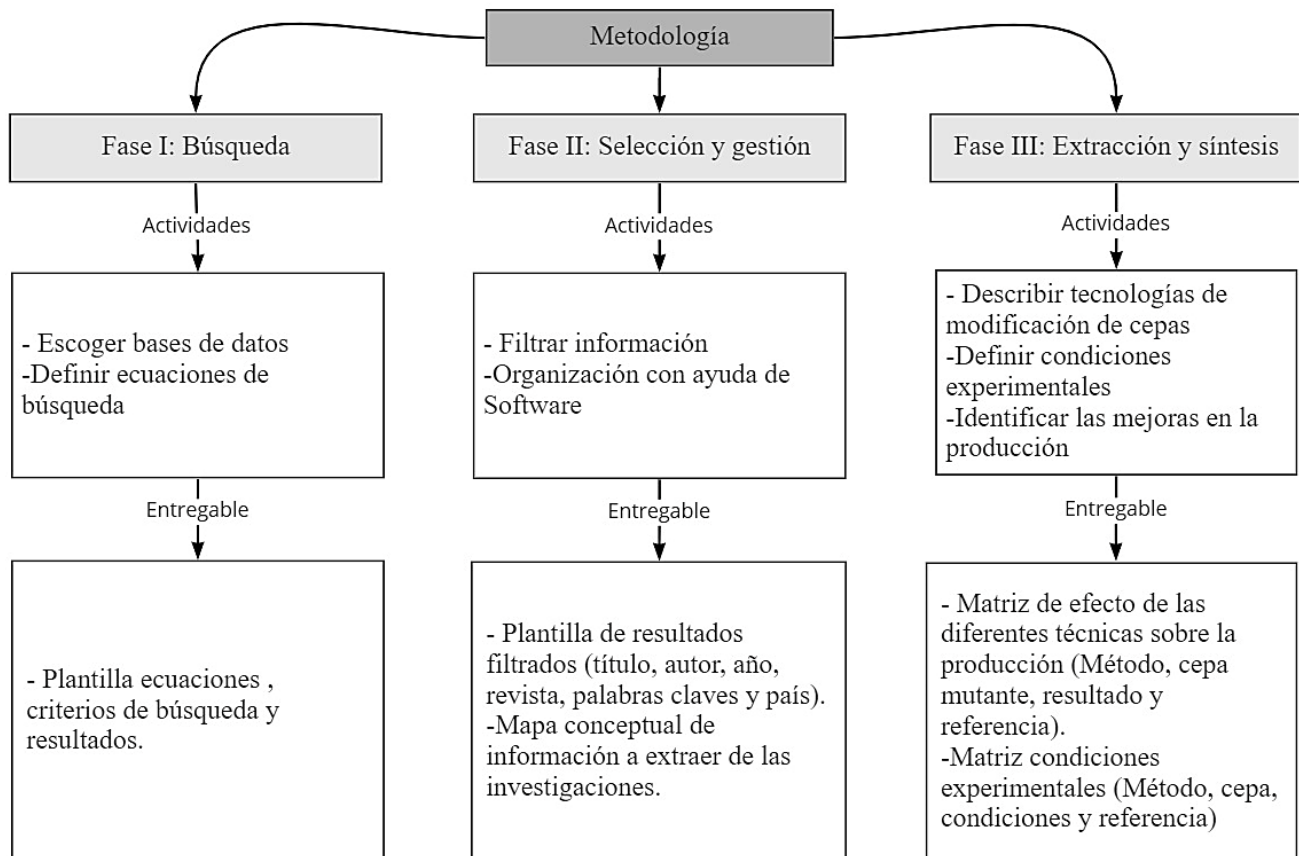 Metodología
Fase I: Búsqueda
Actividades
- Escoger bases de datos
-Definir ecuaciones de
búsqueda
Entregable
- Plantilla ecuaciones ,
criterios de búsqueda y
resultados.
Fase II: Selección y gestión
Actividades
- Filtrar información
-Organización con ayuda de
Software
Entregable
- Plantilla de resultados
filtrados (título, autor, año,
revista, palabras claves y país).
-Mapa conceptual de
información a extraer de las
investigaciones.
Fase III: Extracción y síntesis
Actividades
- Describir tecnologías de
modificación de cepas
-Definir condiciones
experimentales
-Identificar las mejoras en la
producción
Entregable
- Matriz de efecto de las
diferentes técnicas sobre la
producción (Método, cepa
mutante, resultado y
referencia).
-Matriz condiciones
experimentales (Método, cepa,
condiciones y referencia)